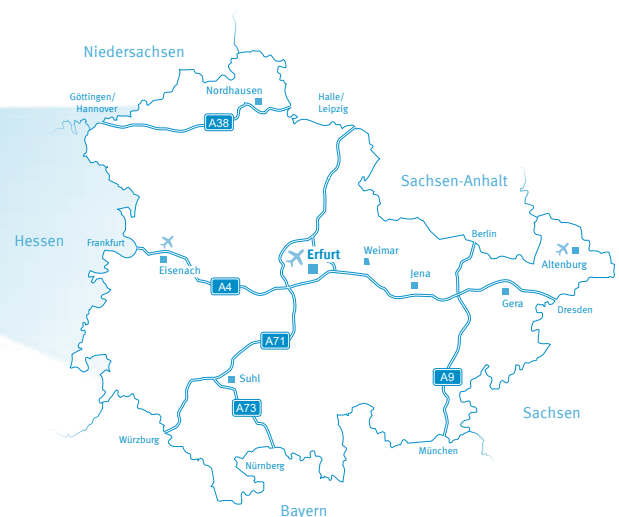 Niedersachsen
Göttingen/
Hannover
Nordhausen
Halle/
Leipzig
A38
Sachsen-Anhalt
Hessen
Frankfurt
Eisenach
Erfurt
Weimar
Jena
Berlin
Altenburg
Gera
Dresden
A4
A71
Suhl
A73
A9
Sachsen
Würzburg
Nürnberg
München
Bayern